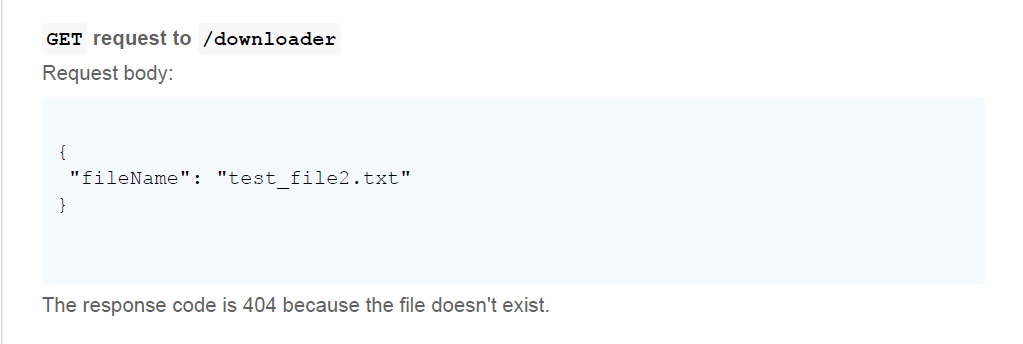 GET request to /downloader
Request body:
{
"fileName": "test_file2.txt"
}
The response code is 404 because the file doesn't exist.